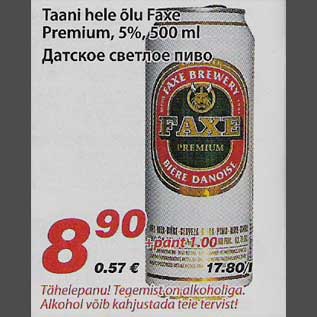 Taani hele õlu Faxe
Premium, 5%, 500 ml
Датское светлое пиво
FAXE BREWERY
FAXE
PREMIUM
BIÈRE DANOISE
8 90
+pant 1.00
0.57 € 17.80/l
Tähelepanu! Tegemist on alkoholiga.
Alkohol võib kahjustada teie tervist!